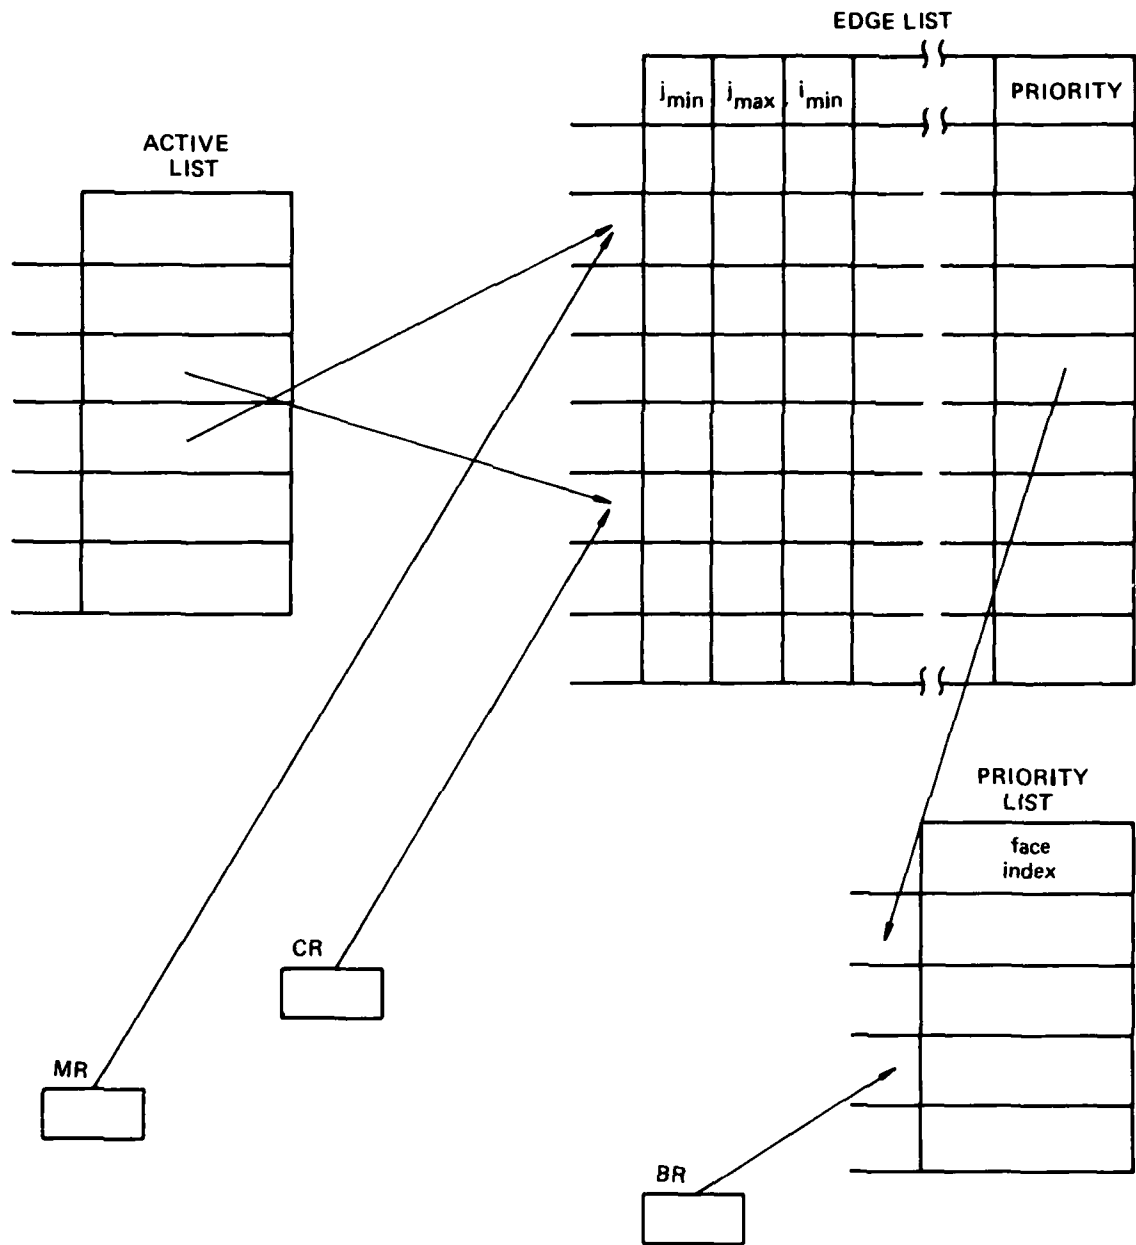 EDGE LIST
j_min j_max i_min PRIORITY
ACTIVE
LIST
PRIORITY
LIST
face
index
CR
MR
BR